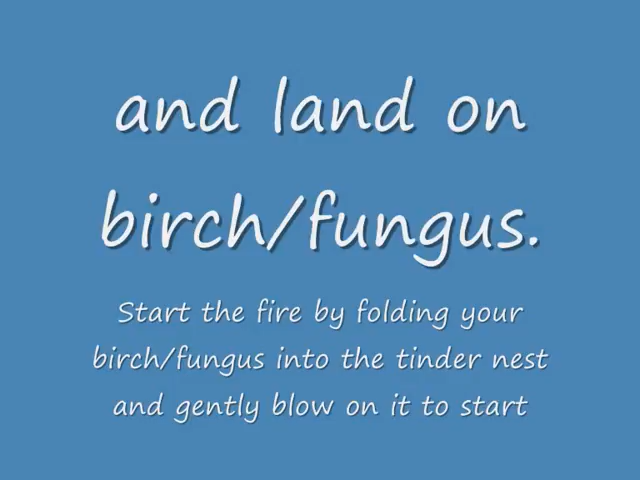 and land on
birch/fungus.
Start the fire by folding your
birch/fungus into the tinder nest
and gently blow on it to start